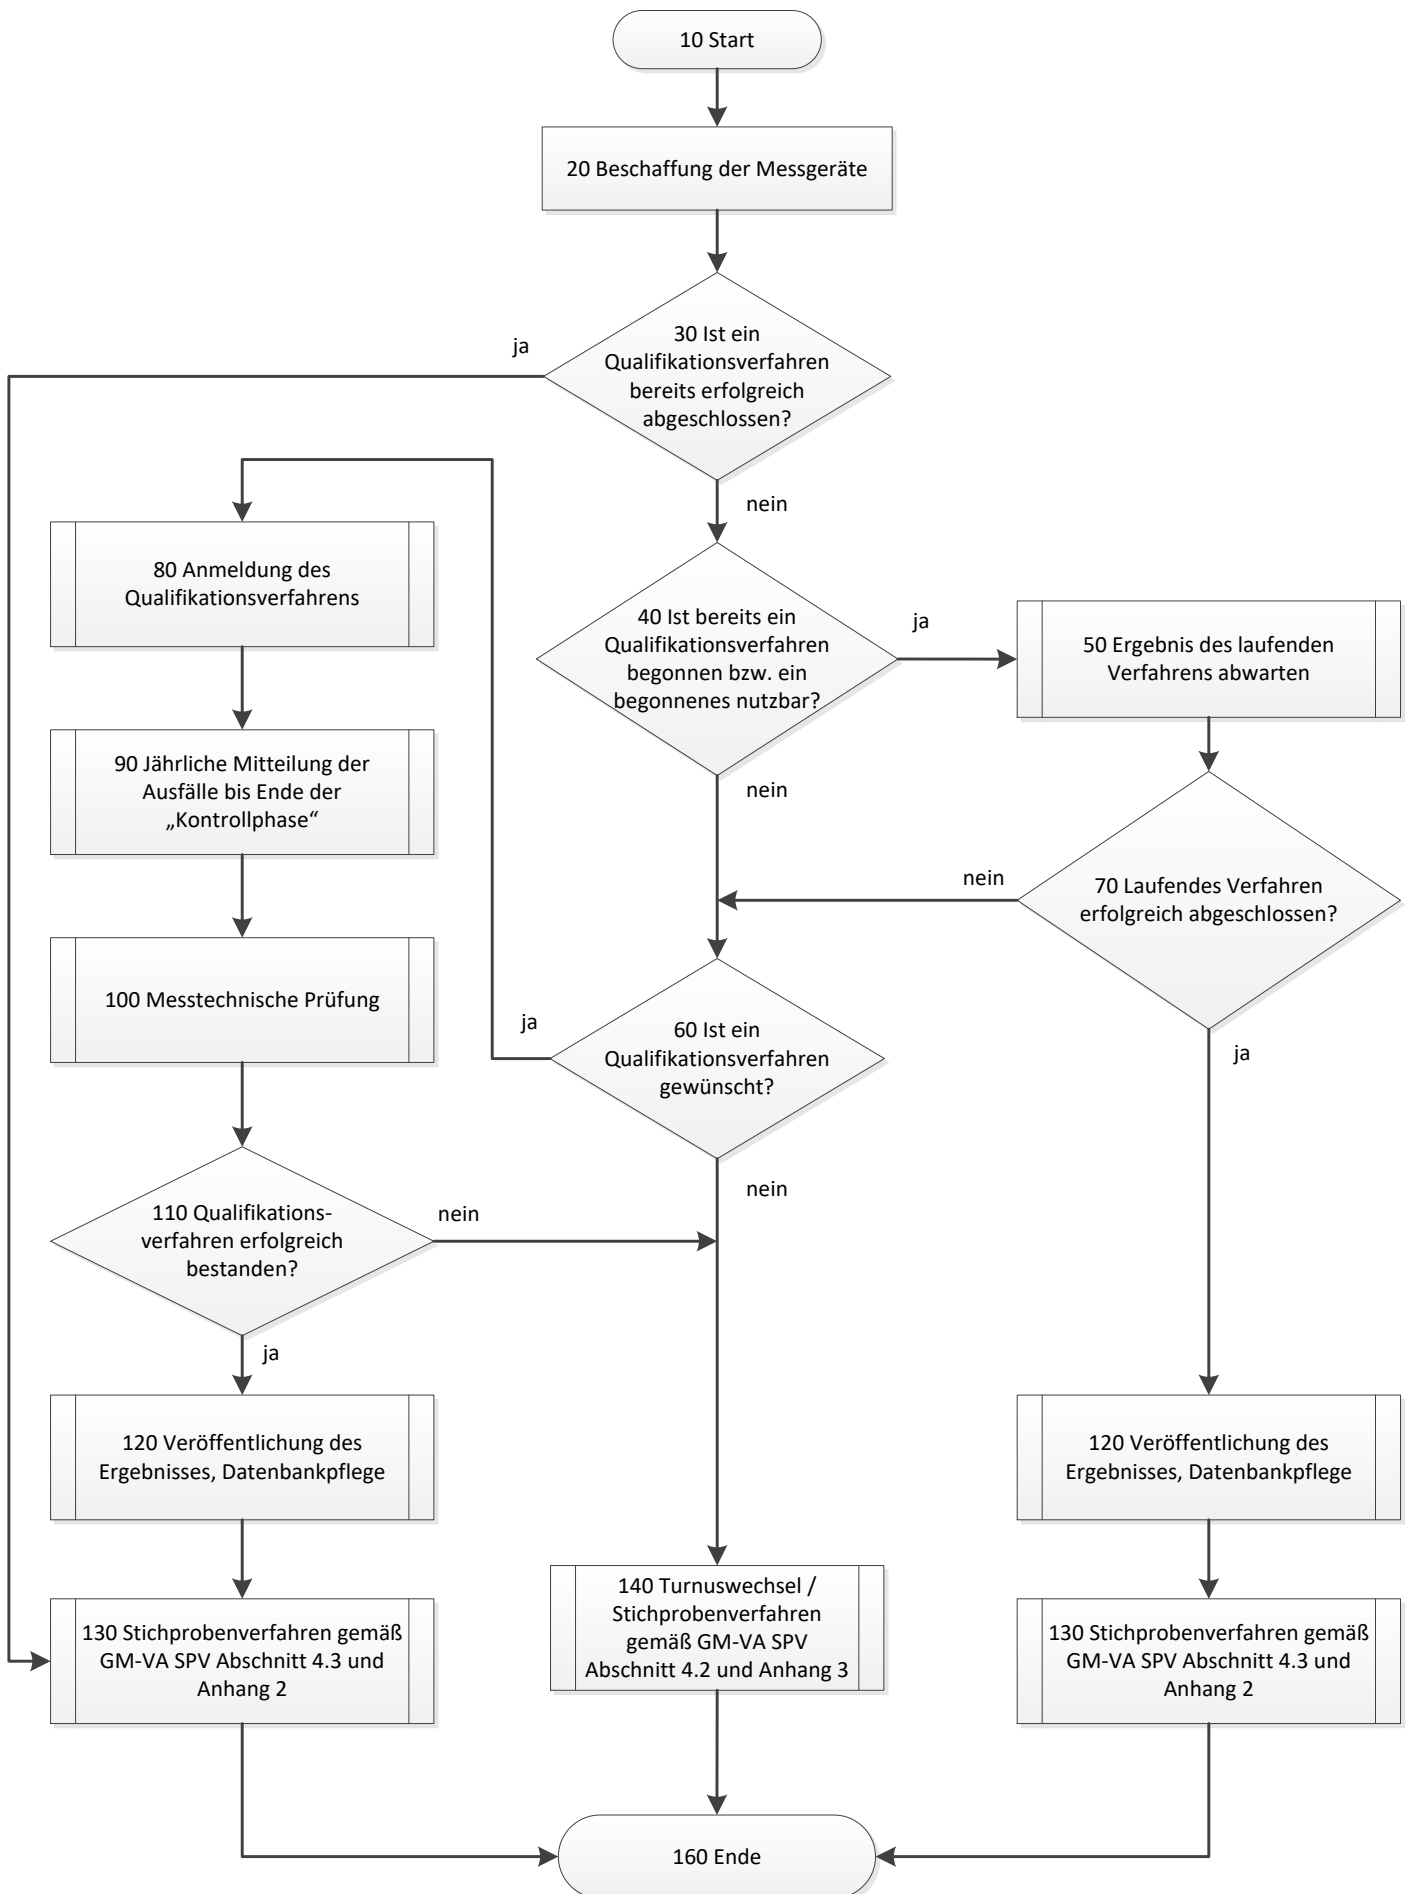 10 Start
20 Beschaffung der Messgeräte
30 Ist ein
Qualifikationsverfahren
bereits erfolgreich
abgeschlossen?
ja
nein
80 Anmeldung des
Qualifikationsverfahrens
40 Ist bereits ein
Qualifikationsverfahren
begonnen bzw. ein
begonnenes nutzbar?
ja
50 Ergebnis des laufenden
Verfahrens abwarten
90 Jährliche Mitteilung der
Ausfälle bis Ende der
„Kontrollphase“
nein
nein
70 Laufendes Verfahren
erfolgreich abgeschlossen?
100 Messtechnische Prüfung
ja
60 Ist ein
Qualifikationsverfahren
gewünscht?
ja
nein
110 Qualifikations-
verfahren erfolgreich
bestanden?
nein
ja
120 Veröffentlichung des
Ergebnisses, Datenbankpflege
120 Veröffentlichung des
Ergebnisses, Datenbankpflege
130 Stichprobenverfahren gemäß
GM-VA SPV Abschnitt 4.3 und
Anhang 2
140 Turnuswechsel /
Stichprobenverfahren
gemäß GM-VA SPV
Abschnitt 4.2 und Anhang 3
130 Stichprobenverfahren gemäß
GM-VA SPV Abschnitt 4.3 und
Anhang 2
160 Ende